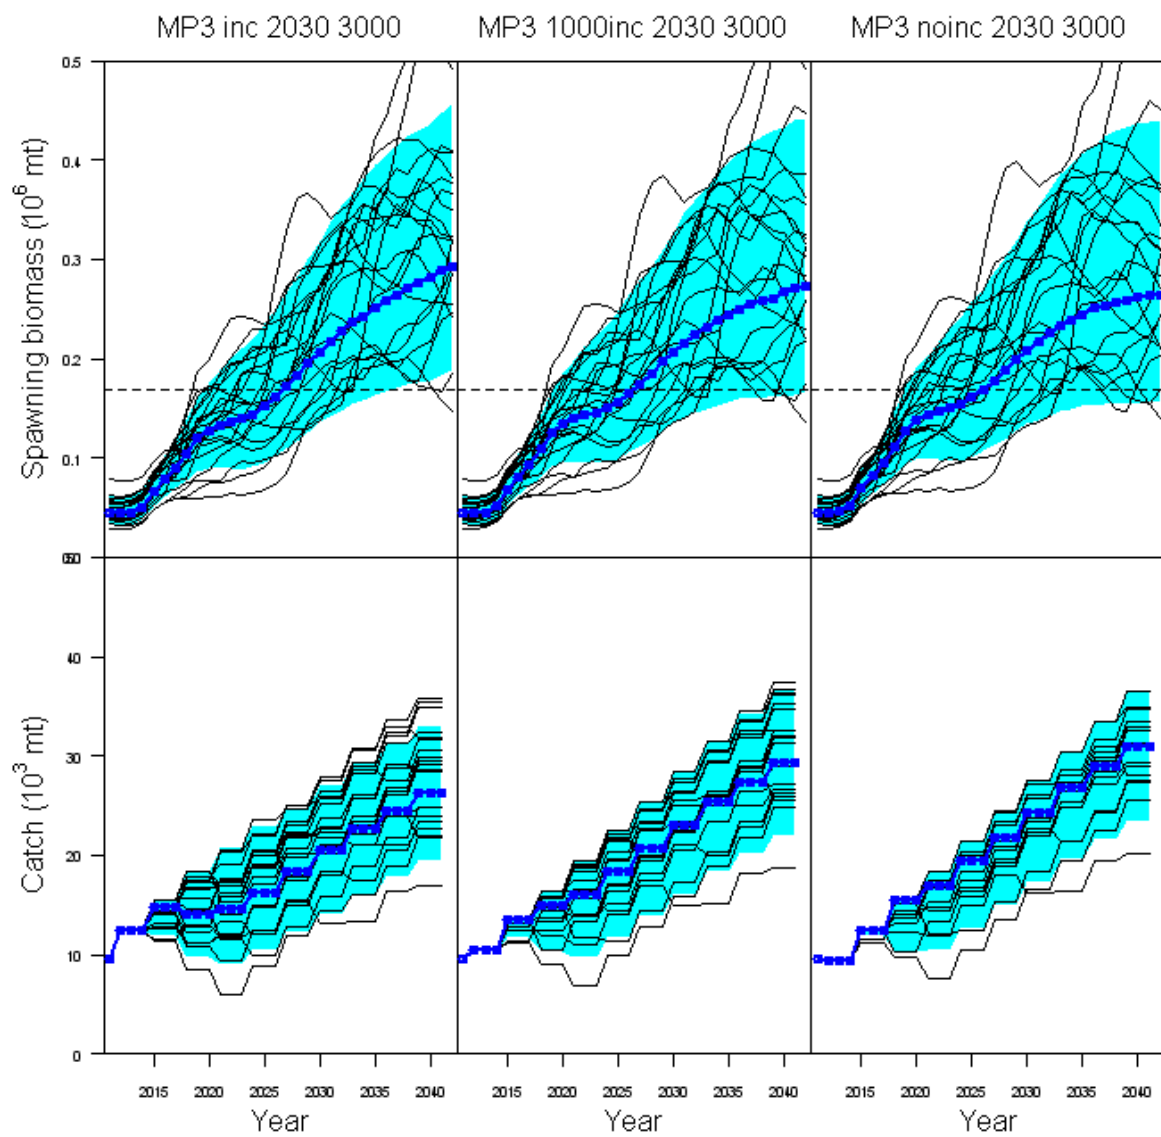 MP3 inc 2030 3000 MP3 1000inc 2030 3000 MP3 noinc 2030 3000
0.5
0.4
0.3
0.2
0.1
Spawning biomass (10⁶ mt)
40
30
20
10
0
Catch (10³ mt)
2015 2020 2025 2030 2035 2040 2015 2020 2025 2030 2035 2040 2015 2020 2025 2030 2035 2040
Year Year Year